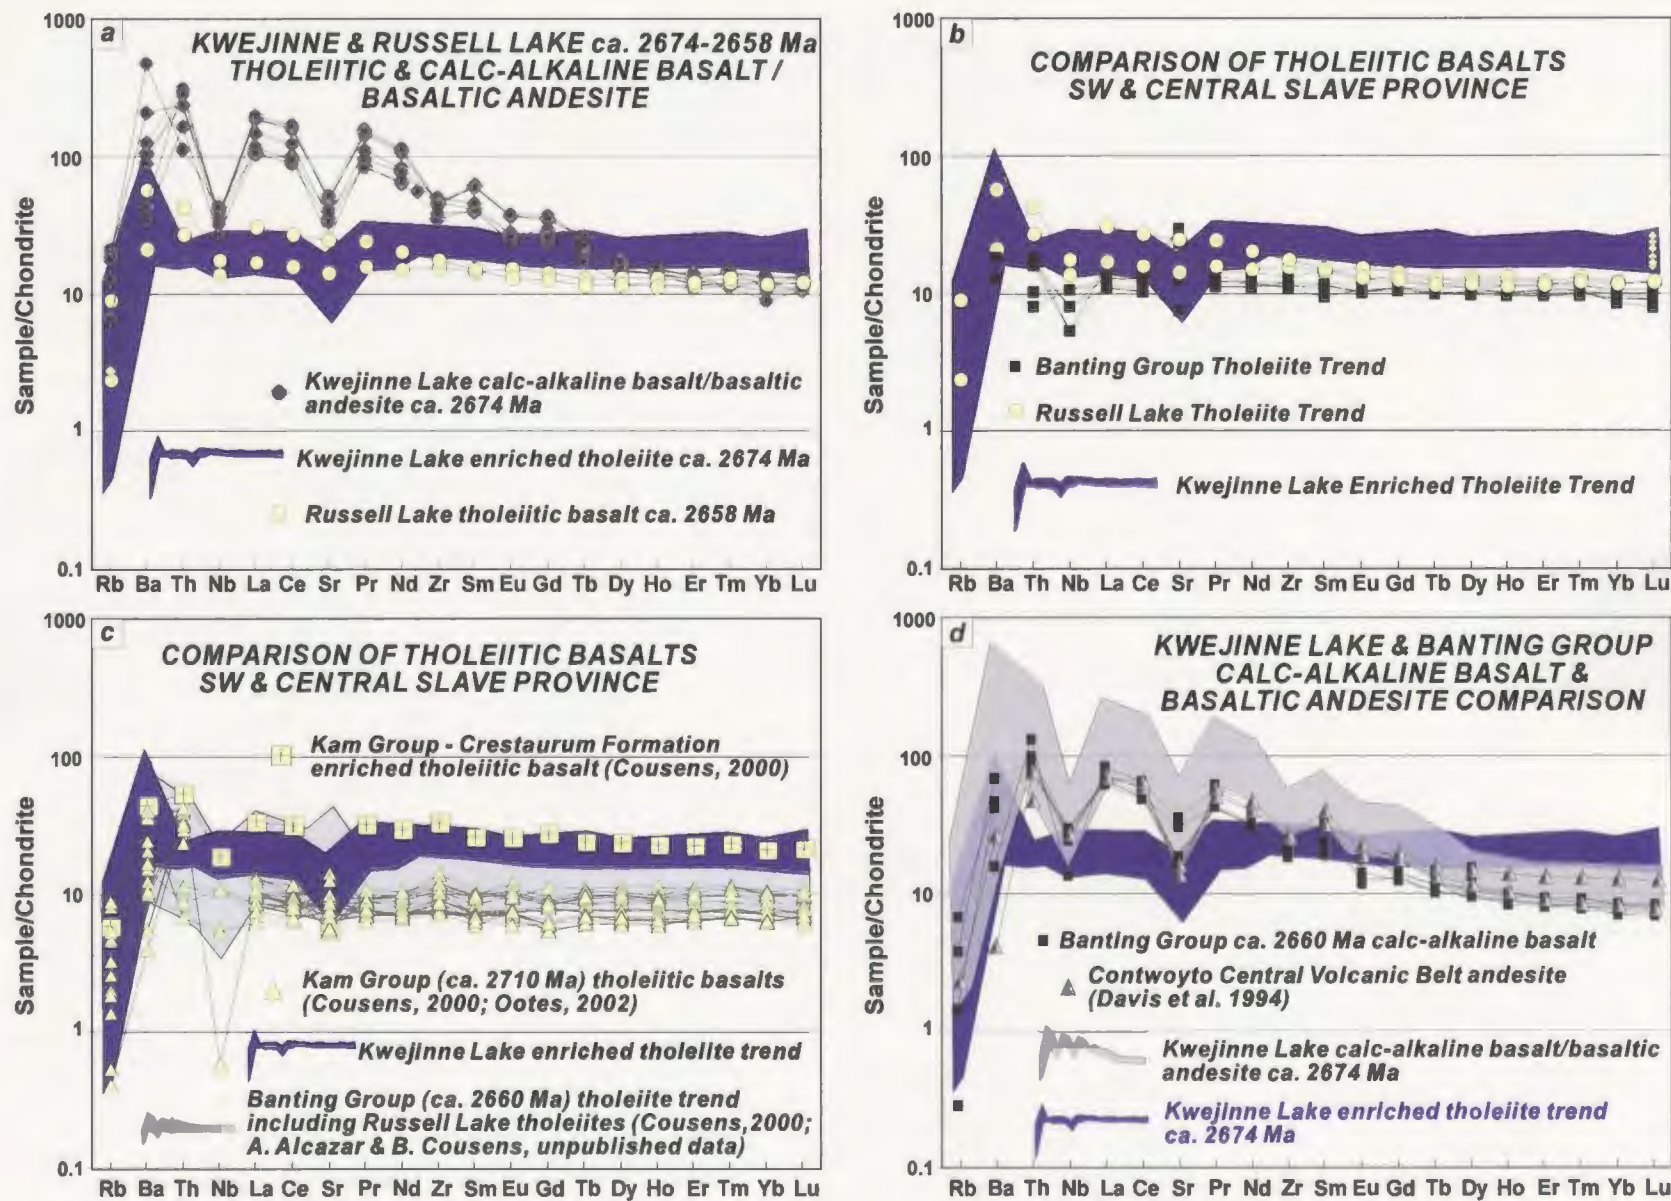 a
KWEJINNE & RUSSELL LAKE ca. 2674-2658 Ma
THOLEIITIC & CALC-ALKALINE BASALT /
BASALTIC ANDESITE
1000
100
10
1
0.1
Sample/Chondrite
Kwejinne Lake calc-alkaline basalt/basaltic
andesite ca. 2674 Ma
Kwejinne Lake enriched tholeiite ca. 2674 Ma
Russell Lake tholeiitic basalt ca. 2658 Ma
Rb Ba Th Nb La Ce Sr Pr Nd Zr Sm Eu Gd Tb Dy Ho Er Tm Yb Lu
b
COMPARISON OF THOLEIITIC BASALTS
SW & CENTRAL SLAVE PROVINCE
1000
100
10
1
0.1
Sample/Chondrite
Banting Group Tholeiite Trend
Russell Lake Tholeiite Trend
Kwejinne Lake Enriched Tholeiite Trend
Rb Ba Th Nb La Ce Sr Pr Nd Zr Sm Eu Gd Tb Dy Ho Er Tm Yb Lu
c
COMPARISON OF THOLEIITIC BASALTS
SW & CENTRAL SLAVE PROVINCE
1000
100
10
1
0.1
Sample/Chondrite
Kam Group - Crestaurum Formation
enriched tholeiitic basalt (Cousens, 2000)
Kam Group (ca. 2710 Ma) tholeiitic basalts
(Cousens, 2000; Ootes, 2002)
Kwejinne Lake enriched tholeiite trend
Banting Group (ca. 2660 Ma) tholeiite trend
including Russell Lake tholeiites (Cousens,2000;
A. Alcazar & B. Cousens, unpublished data)
Rb Ba Th Nb La Ce Sr Pr Nd Zr Sm Eu Gd Tb Dy Ho Er Tm Yb Lu
d
KWEJINNE LAKE & BANTING GROUP
CALC-ALKALINE BASALT &
BASALTIC ANDESITE COMPARISON
1000
100
10
1
0.1
Sample/Chondrite
Banting Group ca. 2660 Ma calc-alkaline basalt
Contwoyto Central Volcanic Belt andesite
(Davis et al. 1994)
Kwejinne Lake calc-alkaline basalt/basaltic
andesite ca. 2674 Ma
Kwejinne Lake enriched tholeiite trend
ca. 2674 Ma
Rb Ba Th Nb La Ce Sr Pr Nd Zr Sm Eu Gd Tb Dy Ho Er Tm Yb Lu